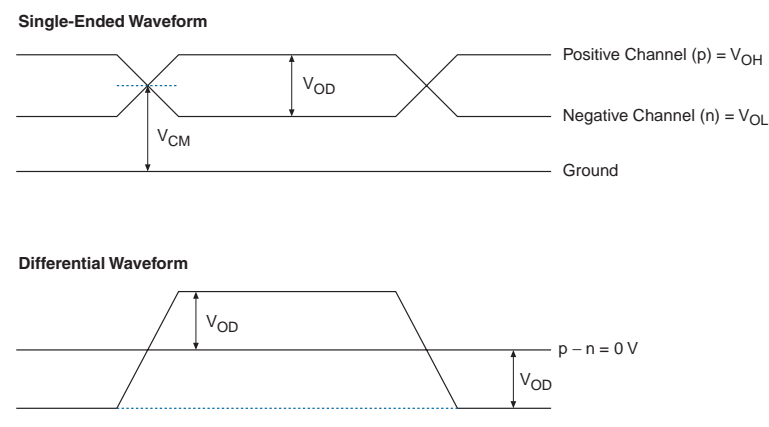 Single-Ended Waveform
Positive Channel (p) = VOH
VOD
Negative Channel (n) = VOL
VCM
Ground
Differential Waveform
VOD
p – n = 0 V
VOD